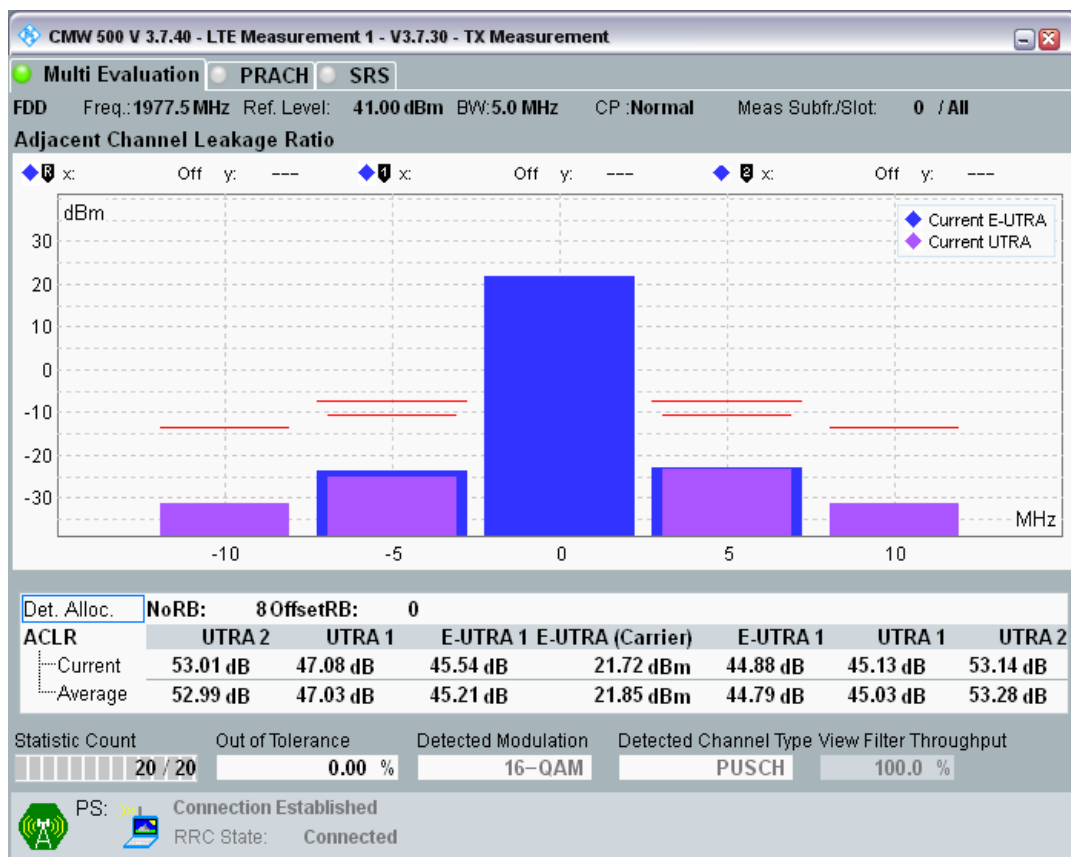 CMW 500 V 3.7.40 - LTE Measurement 1 - V3.7.30 - TX Measurement
Multi Evaluation PRACH SRS
FDD Freq.:1977.5 MHz Ref. Level: 41.00 dBm BW:5.0 MHz CP :Normal Meas Subfr./Slot: 0 / All
Adjacent Channel Leakage Ratio
R x: Off y: --- 1 x: Off y: --- 2 x: Off y: ---
dBm
Current E-UTRA
Current UTRA
30
20
10
0
-10
-20
-30
MHz
-10 -5 0 5 10
Det. Alloc. NoRB: 8 OffsetRB: 0
ACLR UTRA 2 UTRA 1 E-UTRA 1 E-UTRA (Carrier) E-UTRA 1 UTRA 1 UTRA 2
Current 53.01 dB 47.08 dB 45.54 dB 21.72 dBm 44.88 dB 45.13 dB 53.14 dB
Average 52.99 dB 47.03 dB 45.21 dB 21.85 dBm 44.79 dB 45.03 dB 53.28 dB
Statistic Count Out of Tolerance Detected Modulation Detected Channel Type View Filter Throughput
20 / 20 0.00 % 16-QAM PUSCH 100.0 %
PS: Connection Established
RRC State: Connected